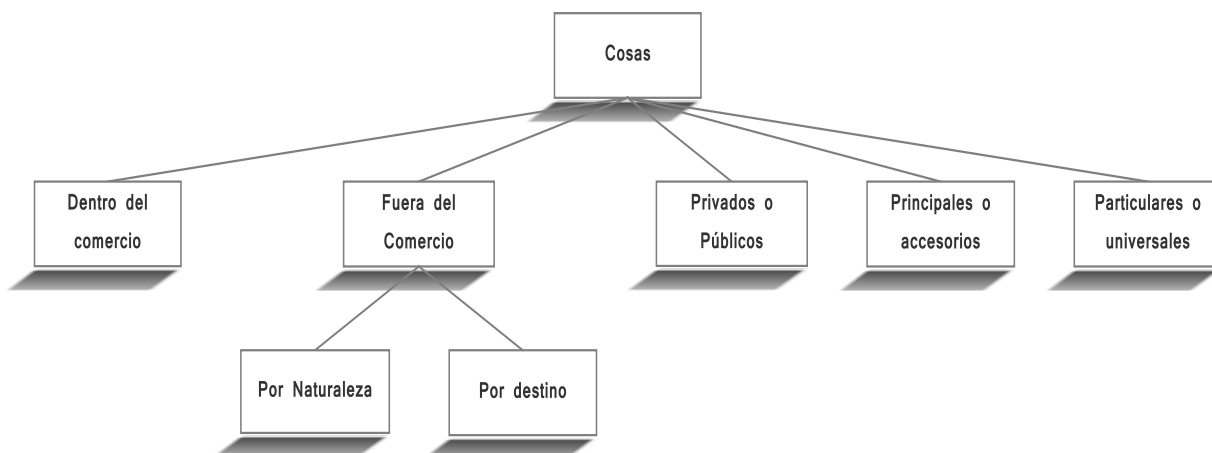 Cosas
Dentro del
comercio
Fuera del
Comercio
Privados o
Públicos
Principales o
accesorios
Particulares o
universales
Por Naturaleza
Por destino